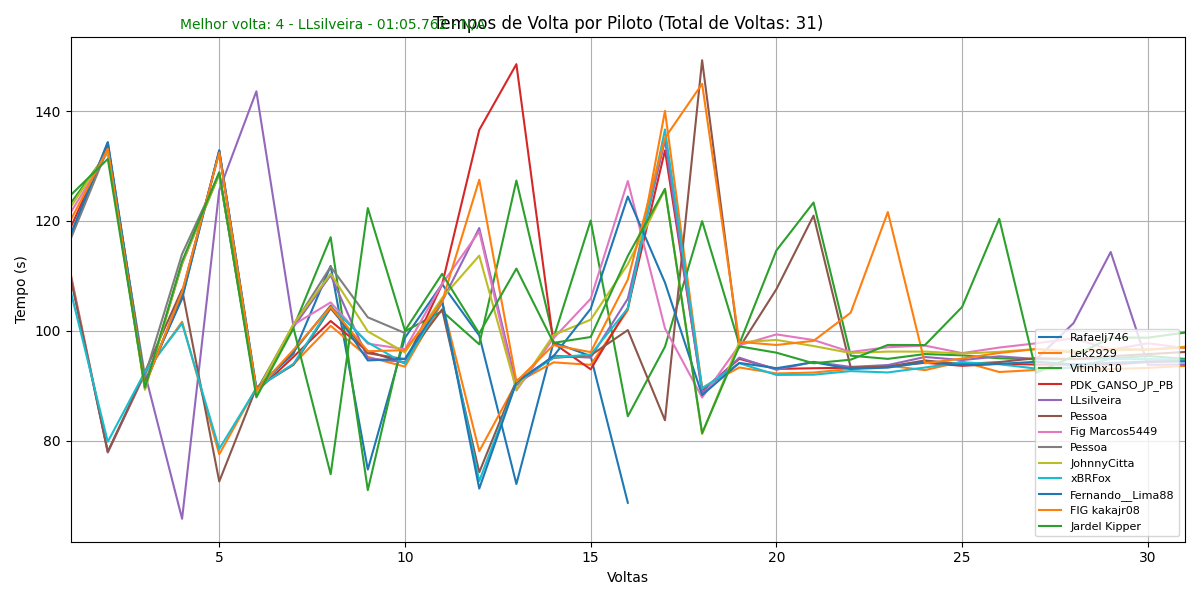 Melhor volta: 4 - LLsilveira - 01:05.762
Tempos de Volta por Piloto (Total de Voltas: 31)
Tempo (s)
140
120
100
80
5
10
15
20
25
30
Voltas
Rafaelj746
Lek2929
Vitinhx10
PDK_GANSO_JP_PB
LLsilveira
Pessoa
Fig Marcos5449
Pessoa
JohnnyCitta
xBRFox
Fernando__Lima88
FIG kakajr08
Jardel Kipper